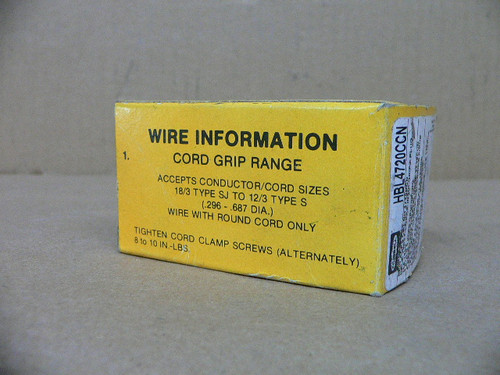 WIRE INFORMATION
1.
CORD GRIP RANGE
ACCEPTS CONDUCTOR/CORD SIZES
18/3 TYPE SJ TO 12/3 TYPE S
(.296 - .687 DIA.)
WIRE WITH ROUND CORD ONLY
TIGHTEN CORD CLAMP SCREWS (ALTERNATELY)
8 to 10 IN.-LBS.
HBL4720CCN